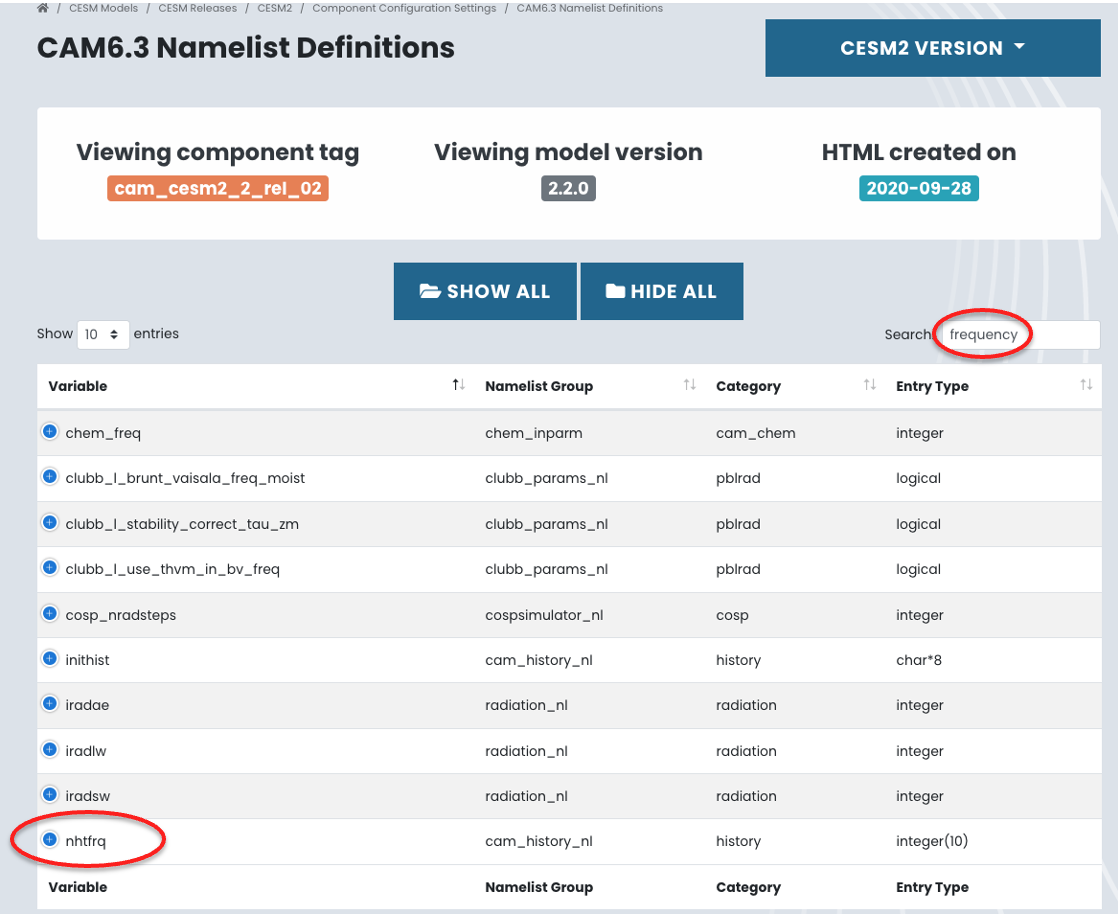 / CESM Models / CESM Releases / CESM2 / Component Configuration Settings / CAM6.3 Namelist Definitions
CAM6.3 Namelist Definitions
CESM2 VERSION
Viewing component tag
cam_cesm2_2_rel_02
Viewing model version
2.2.0
HTML created on
2020-09-28
SHOW ALL
HIDE ALL
Show 10 entries
Search: frequency
Variable Namelist Group Category Entry Type
chem_freq chem_inparm cam_chem integer
clubb_l_brunt_vaisala_freq_moist clubb_params_nl pblrad logical
clubb_l_stability_correct_tau_zm clubb_params_nl pblrad logical
clubb_l_use_thvm_in_bv_freq clubb_params_nl pblrad logical
cosp_nradsteps cospsimulator_nl cosp integer
inithist cam_history_nl history char*8
iradae radiation_nl radiation integer
iradlw radiation_nl radiation integer
iradsw radiation_nl radiation integer
nhtfrq cam_history_nl history integer(10)
Variable Namelist Group Category Entry Type